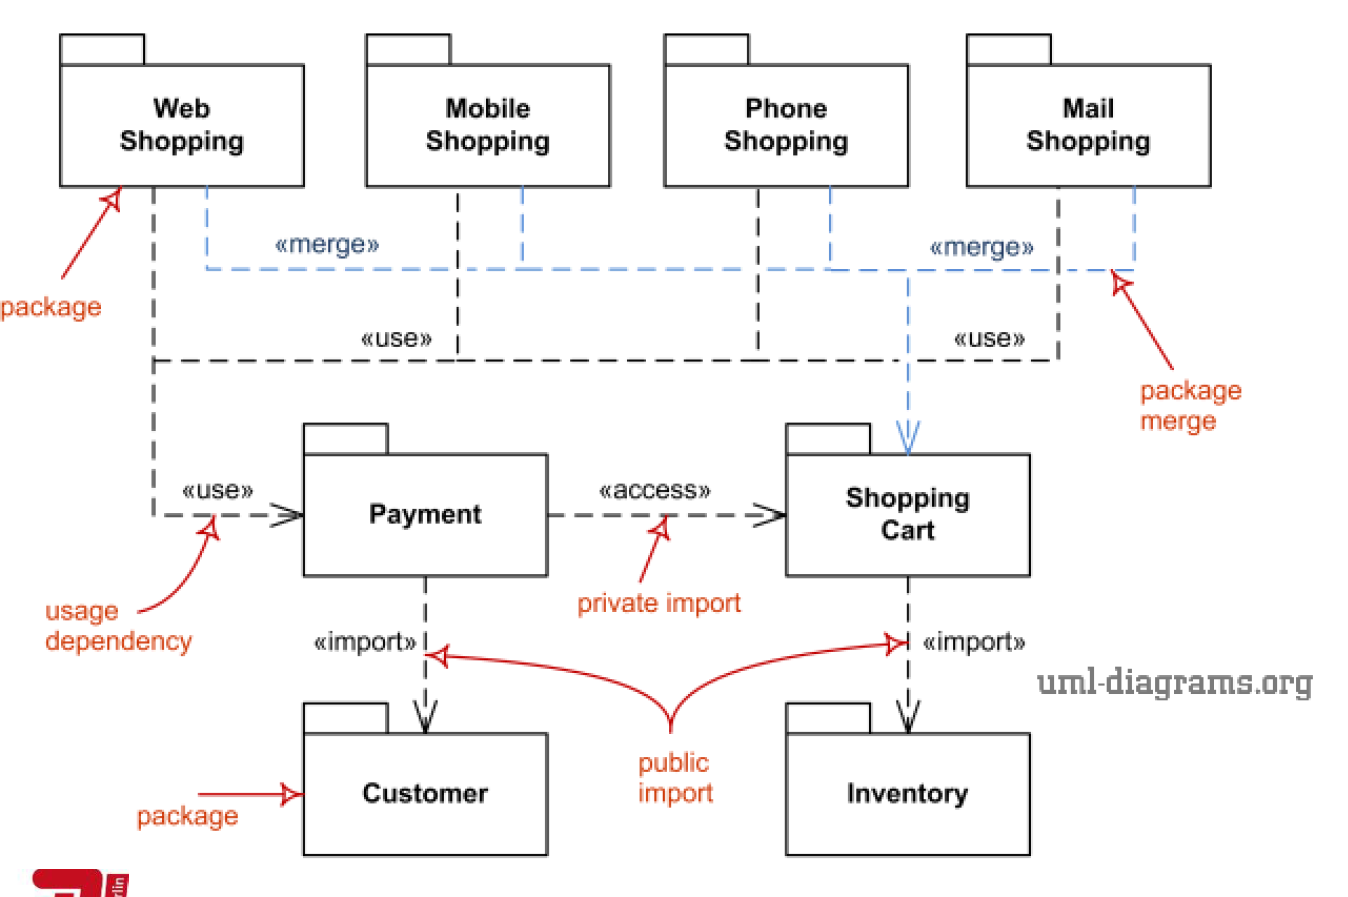 Web
Shopping
Mobile
Shopping
Phone
Shopping
Mail
Shopping
«merge»
«merge»
package
«use»
«use»
package
merge
«use»
Payment
«access»
Shopping
Cart
usage
dependency
private import
«import»
«import»
uml-diagrams.org
public
import
Customer
Inventory
package
rlin